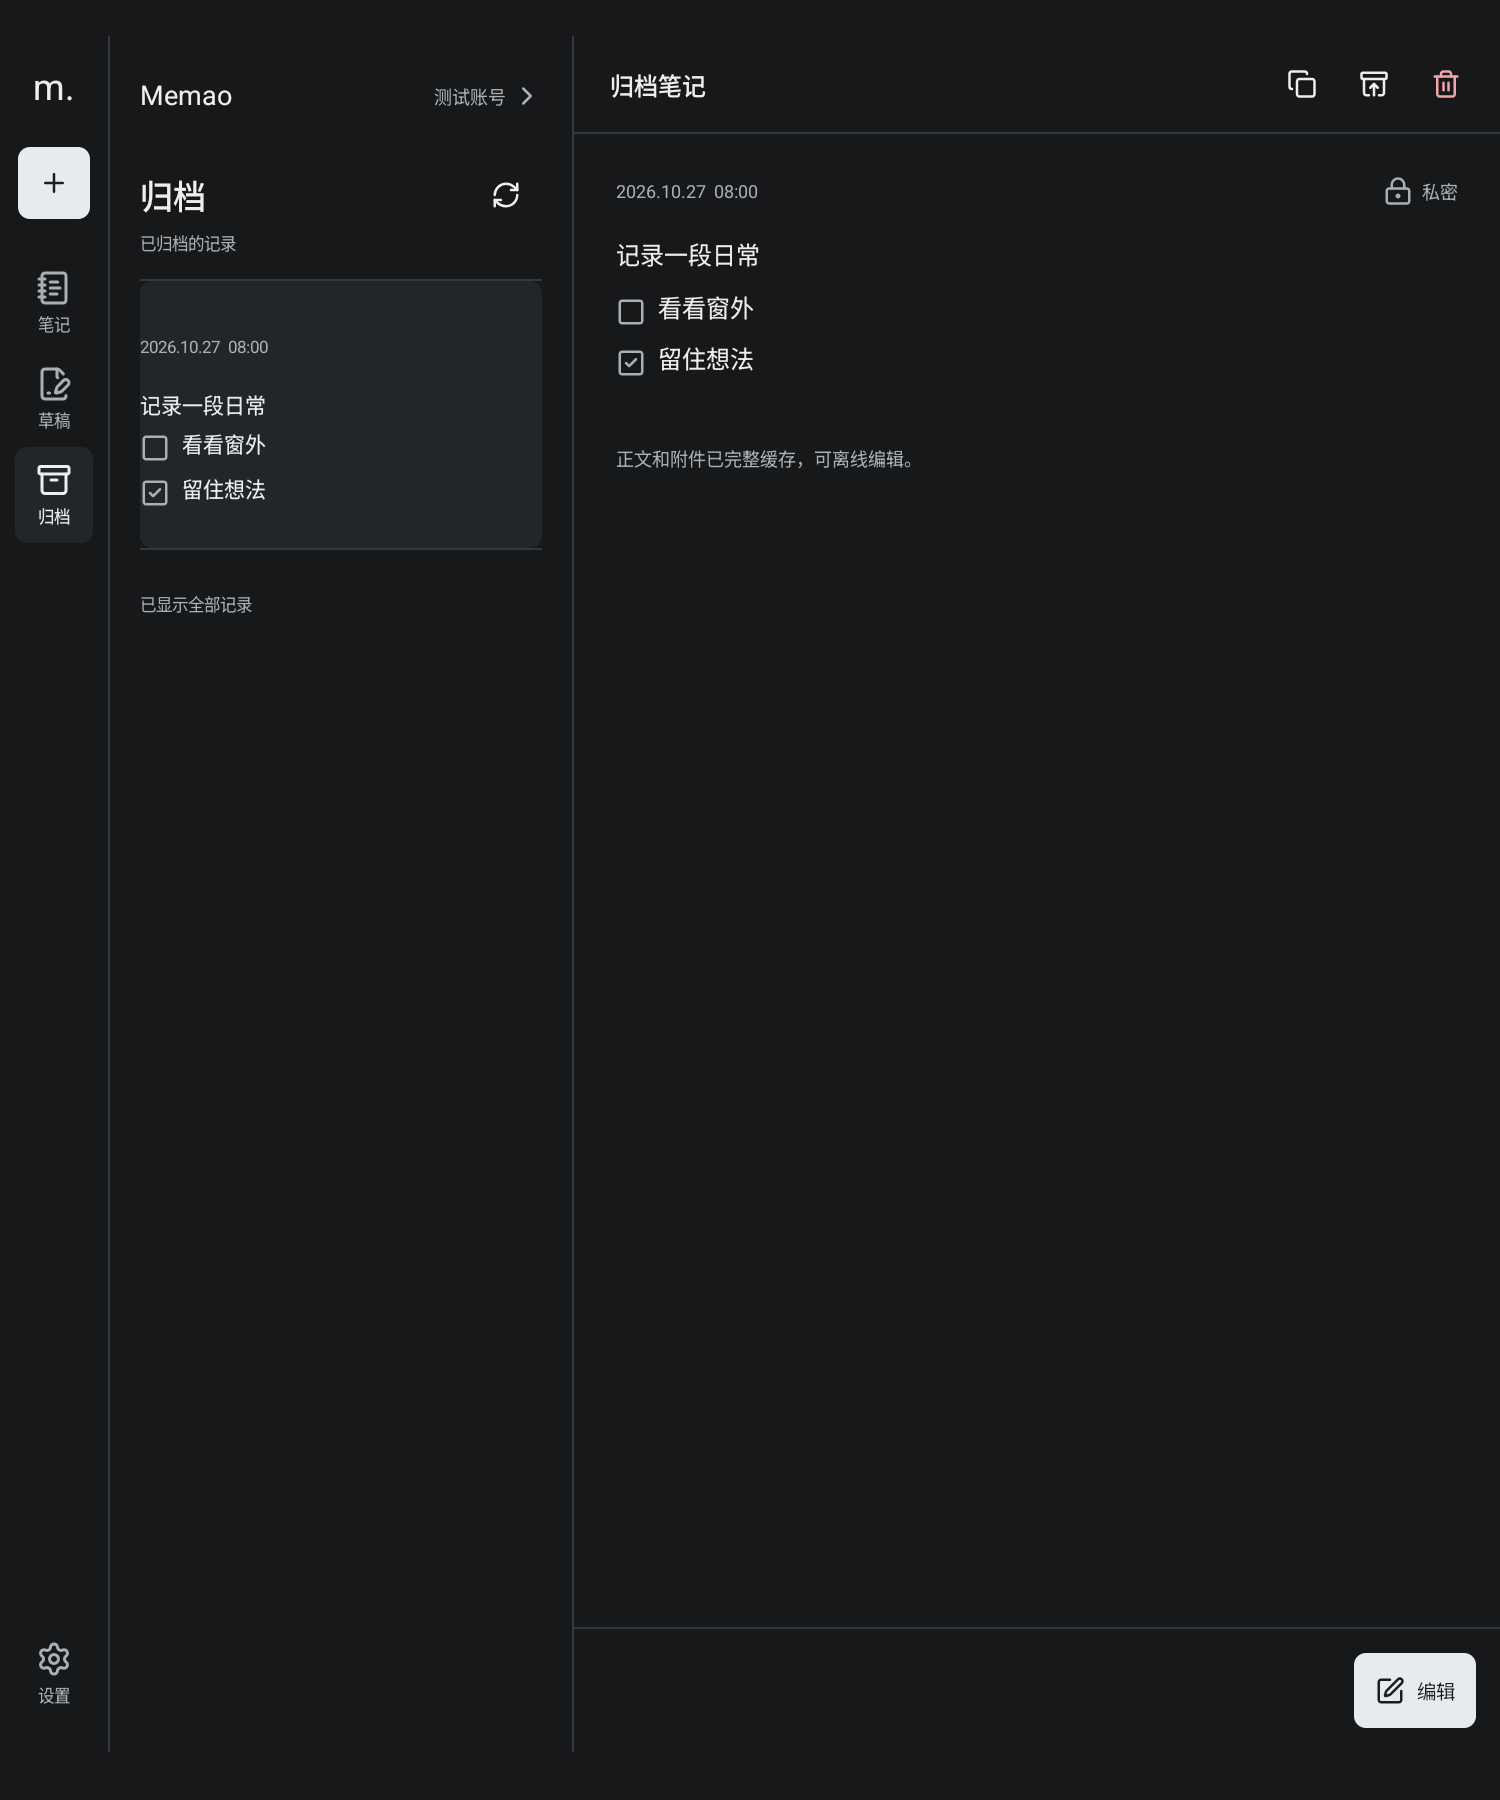 m.
笔记
草稿
归档
设置
Memao
测试账号
归档
已归档的记录
2026.10.27 08:00
记录一段日常
看看窗外
留住想法
已显示全部记录
归档笔记
2026.10.27 08:00
私密
记录一段日常
看看窗外
留住想法
正文和附件已完整缓存，可离线编辑。
编辑